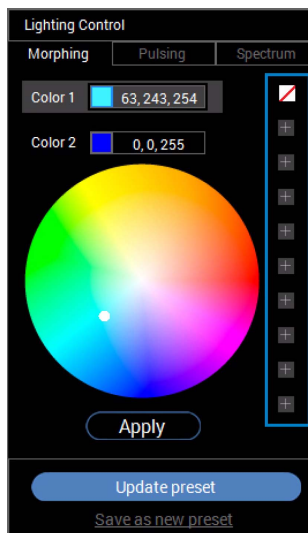 Lighting Control
Morphing Pulsing Spectrum
Color 1 63, 243, 254
Color 2 0, 0, 255
Apply
Update preset
Save as new preset